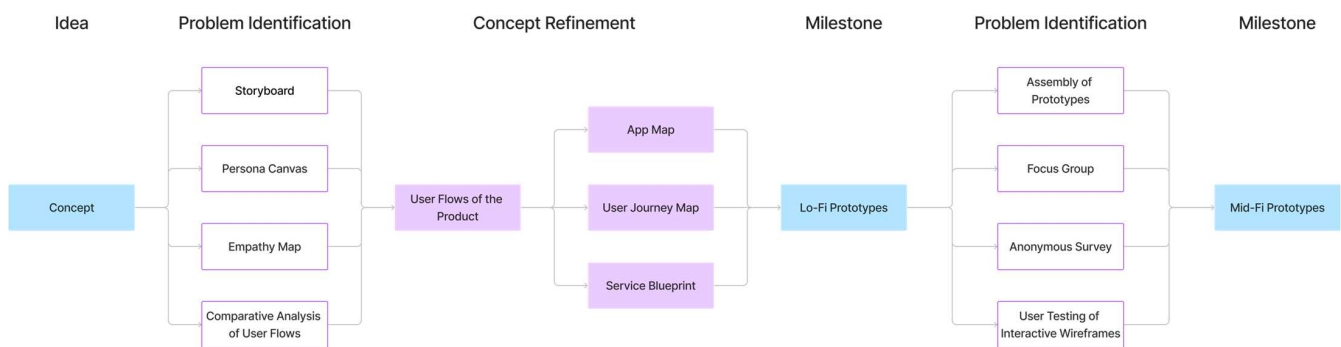 Idea
Problem Identification
Concept Refinement
Milestone
Problem Identification
Milestone
Concept
Storyboard
Persona Canvas
Empathy Map
Comparative Analysis
of User Flows
User Flows of the
Product
App Map
User Journey Map
Service Blueprint
Lo-Fi Prototypes
Assembly of
Prototypes
Focus Group
Anonymous Survey
User Testing of
Interactive Wireframes
Mid-Fi Prototypes